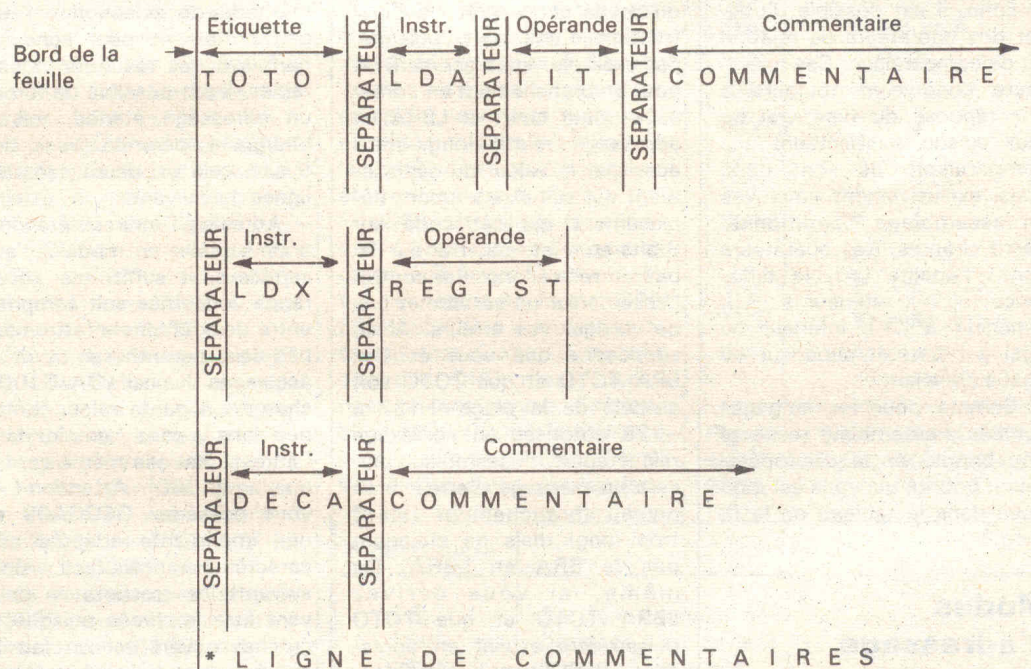 Etiquette Instr. Opérande Commentaire
Bord de la
feuille
TOTO SEPARATEUR LDA SEPARATEUR TITI SEPARATEUR COMMENTAIRE
Instr. Opérande
SEPARATEUR LDX SEPARATEUR REGIST
Instr. Commentaire
SEPARATEUR DECA SEPARATEUR COMMENTAIRE
* LIGNE DE COMMENTAIRES